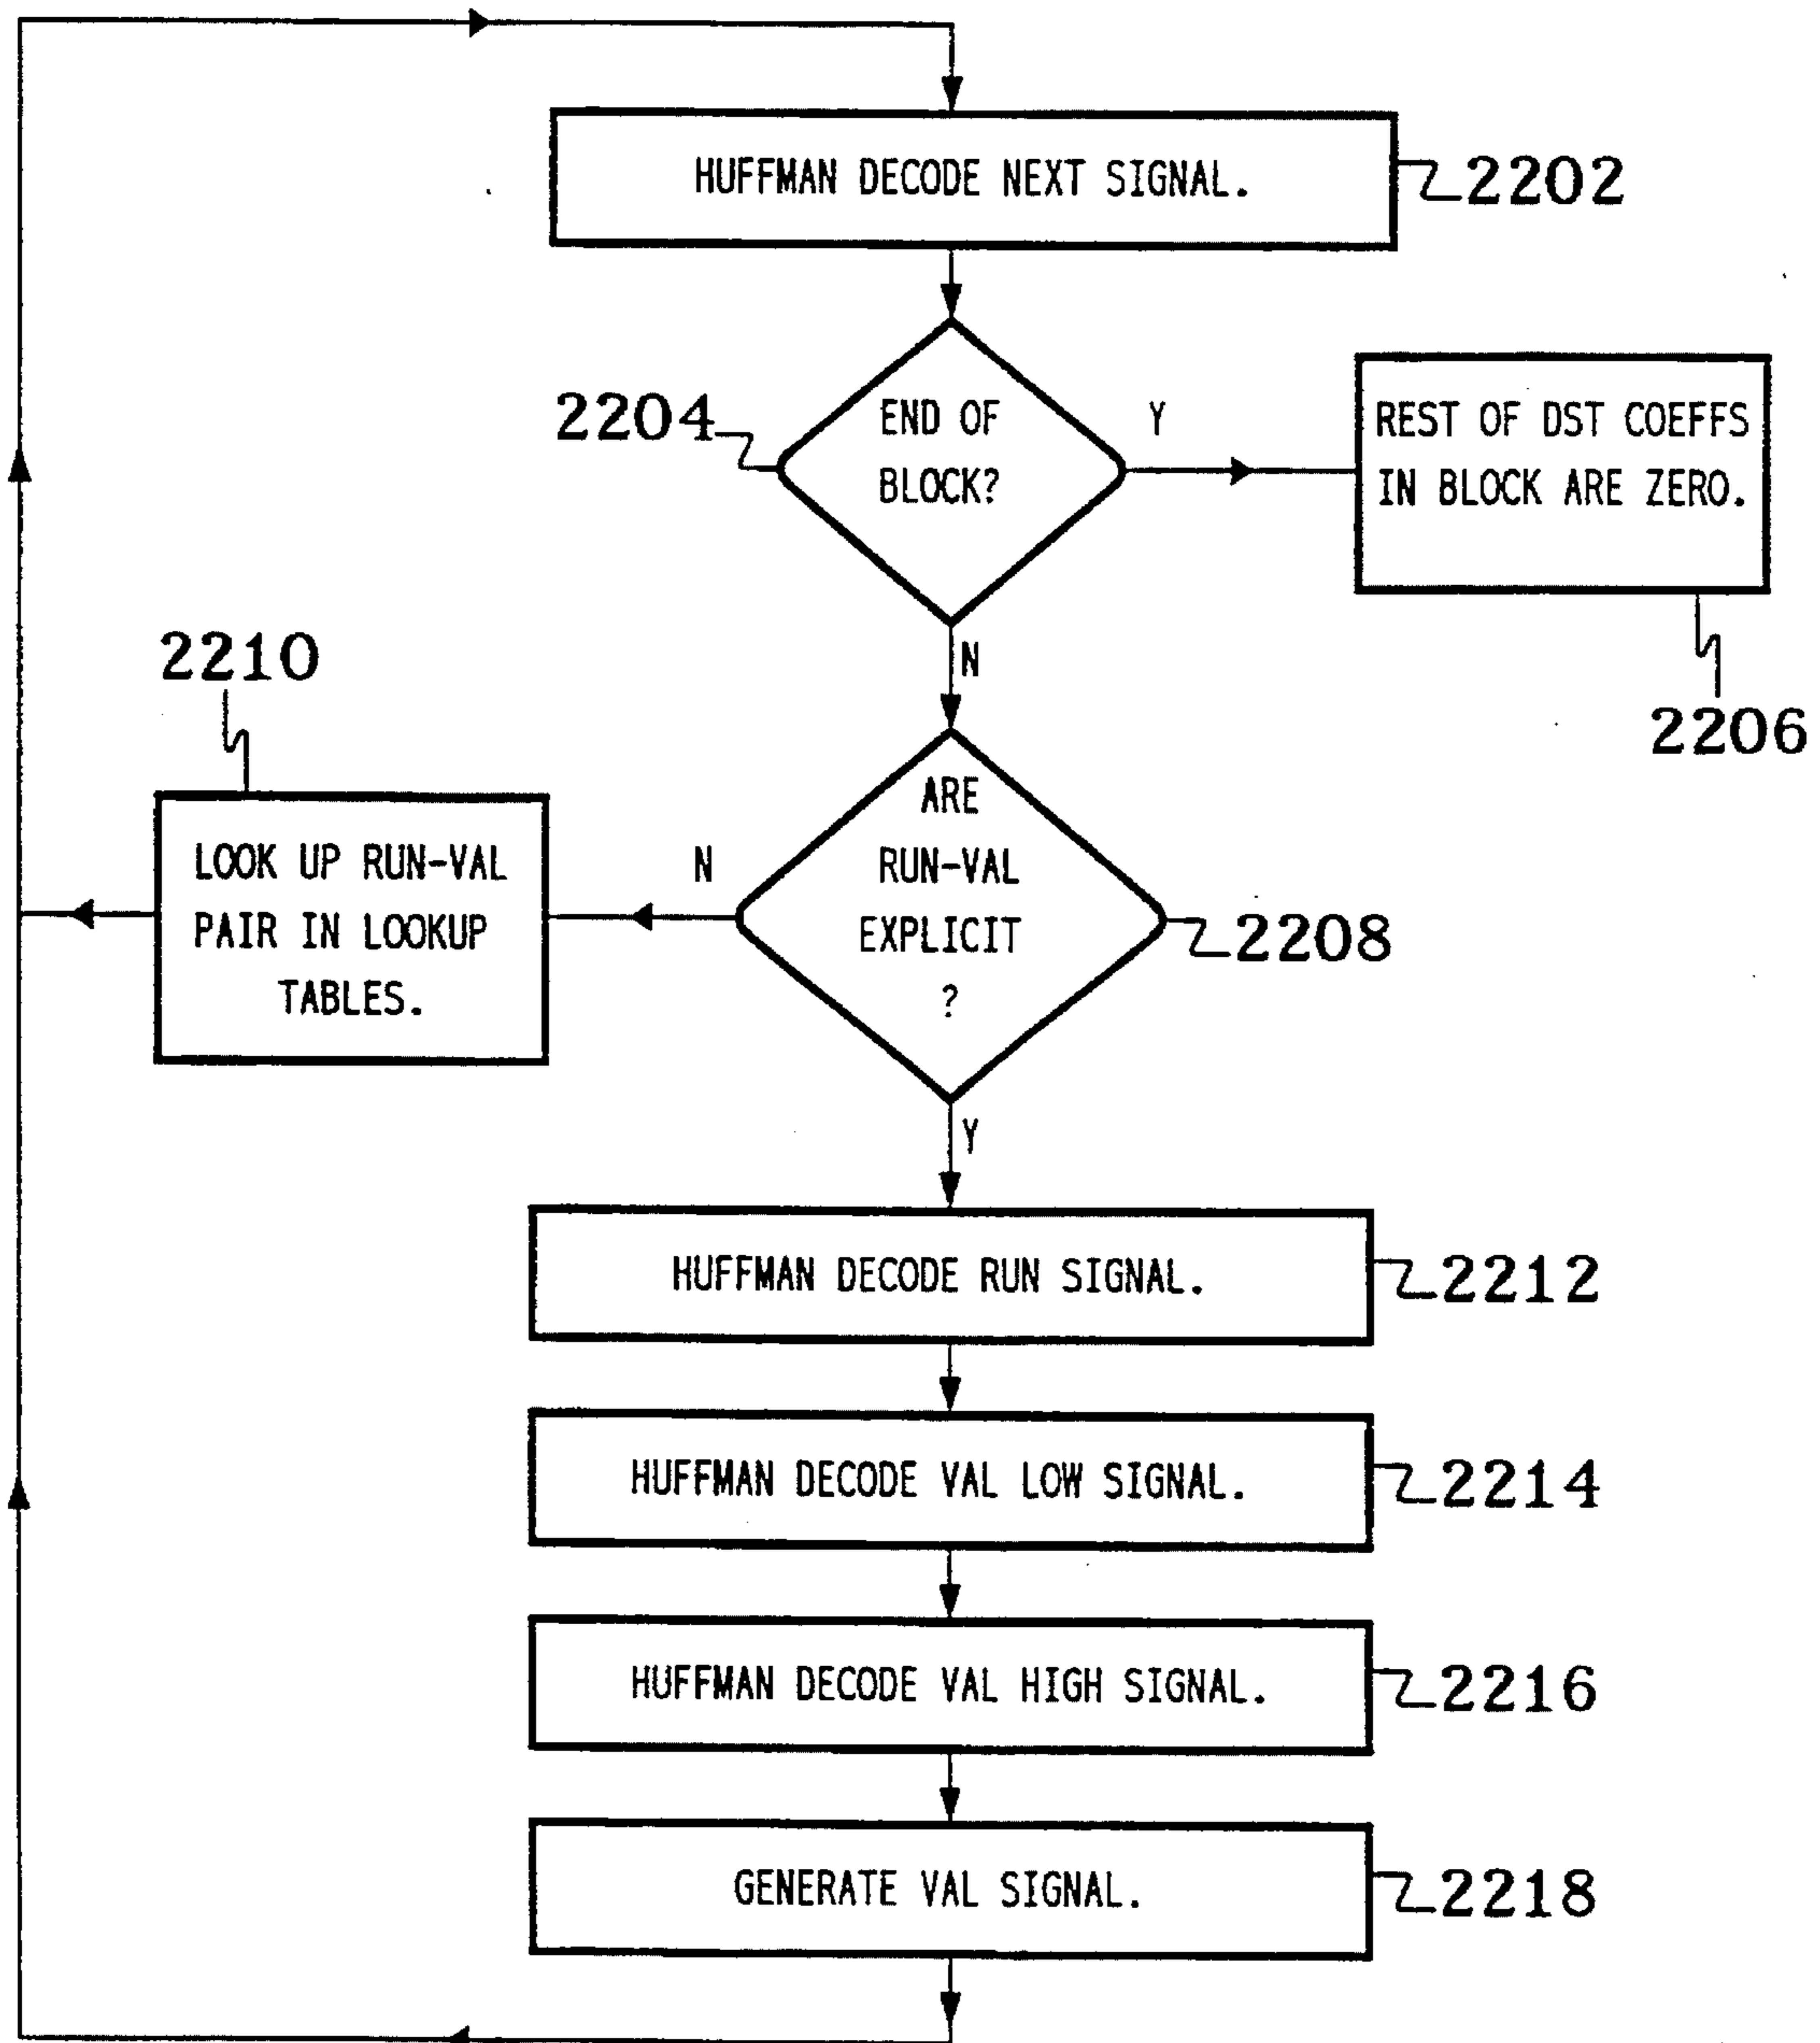 HUFFMAN DECODE NEXT SIGNAL.
2202
2204
END OF
BLOCK?
Y
REST OF DST COEFFS
IN BLOCK ARE ZERO.
2206
N
2210
LOOK UP RUN-VAL
PAIR IN LOOKUP
TABLES.
N
ARE
RUN-VAL
EXPLICIT
?
2208
Y
HUFFMAN DECODE RUN SIGNAL.
2212
HUFFMAN DECODE VAL LOW SIGNAL.
2214
HUFFMAN DECODE VAL HIGH SIGNAL.
2216
GENERATE VAL SIGNAL.
2218